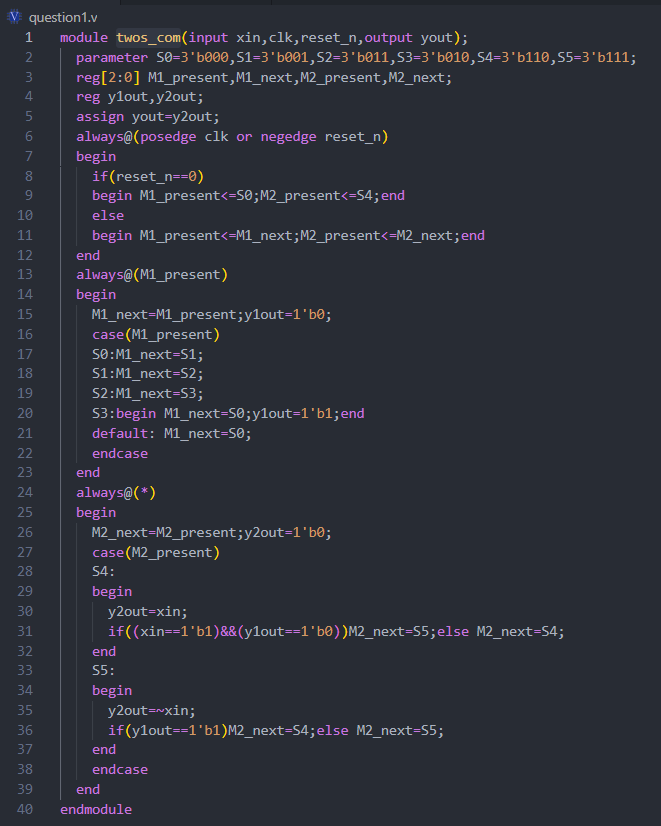 question1.v
1 module twos_com(input xin,clk,reset_n,output yout);
2 parameter S0=3'b000,S1=3'b001,S2=3'b011,S3=3'b010,S4=3'b110,S5=3'b111;
3 reg[2:0] M1_present,M1_next,M2_present,M2_next;
4 reg y1out,y2out;
5 assign yout=y2out;
6 always@(posedge clk or negedge reset_n)
7 begin
8 if(reset_n==0)
9 begin M1_present<=S0;M2_present<=S4;end
10 else
11 begin M1_present<=M1_next;M2_present<=M2_next;end
12 end
13 always@(M1_present)
14 begin
15 M1_next=M1_present;y1out=1'b0;
16 case(M1_present)
17 S0:M1_next=S1;
18 S1:M1_next=S2;
19 S2:M1_next=S3;
20 S3:begin M1_next=S0;y1out=1'b1;end
21 default: M1_next=S0;
22 endcase
23 end
24 always@(*)
25 begin
26 M2_next=M2_present;y2out=1'b0;
27 case(M2_present)
28 S4:
29 begin
30 y2out=xin;
31 if((xin==1'b1)&&(y1out==1'b0))M2_next=S5;else M2_next=S4;
32 end
33 S5:
34 begin
35 y2out=~xin;
36 if(y1out==1'b1)M2_next=S4;else M2_next=S5;
37 end
38 endcase
39 end
40 endmodule